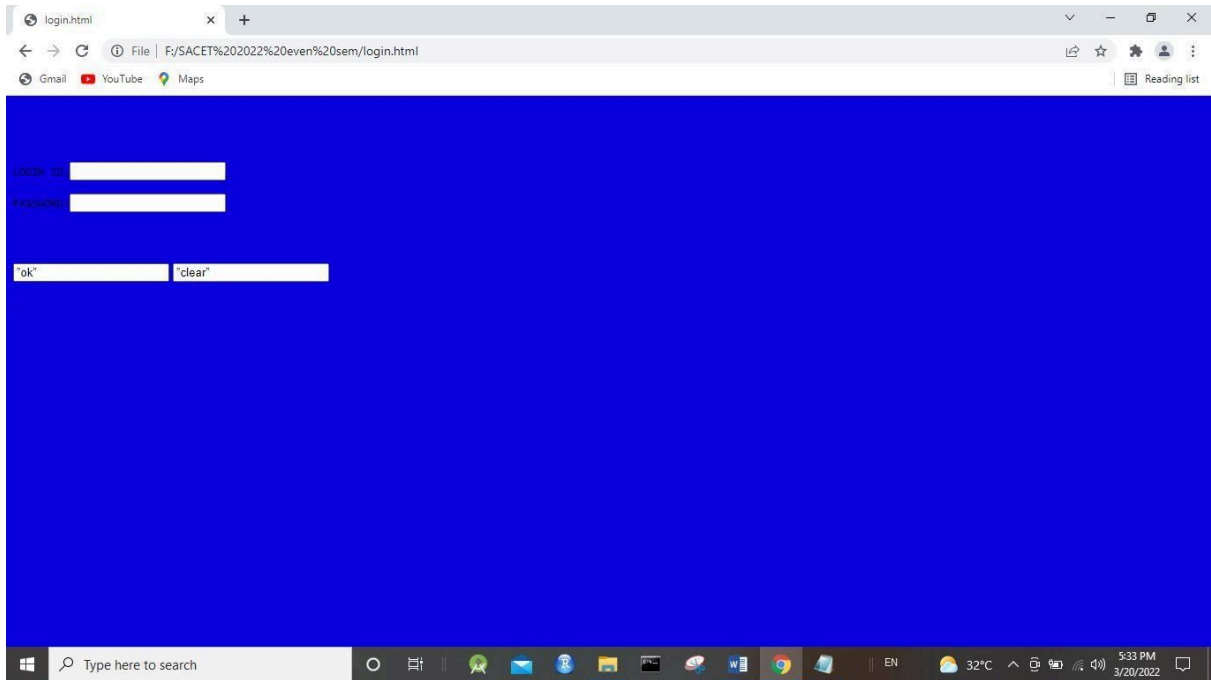 login.html
File | F:/SACET%202022%20even%20sem/login.html
Gmail YouTube Maps Reading list
LOGIN ID
"ok" "clear"
Type here to search EN 32°C 5:33 PM
3/20/2022